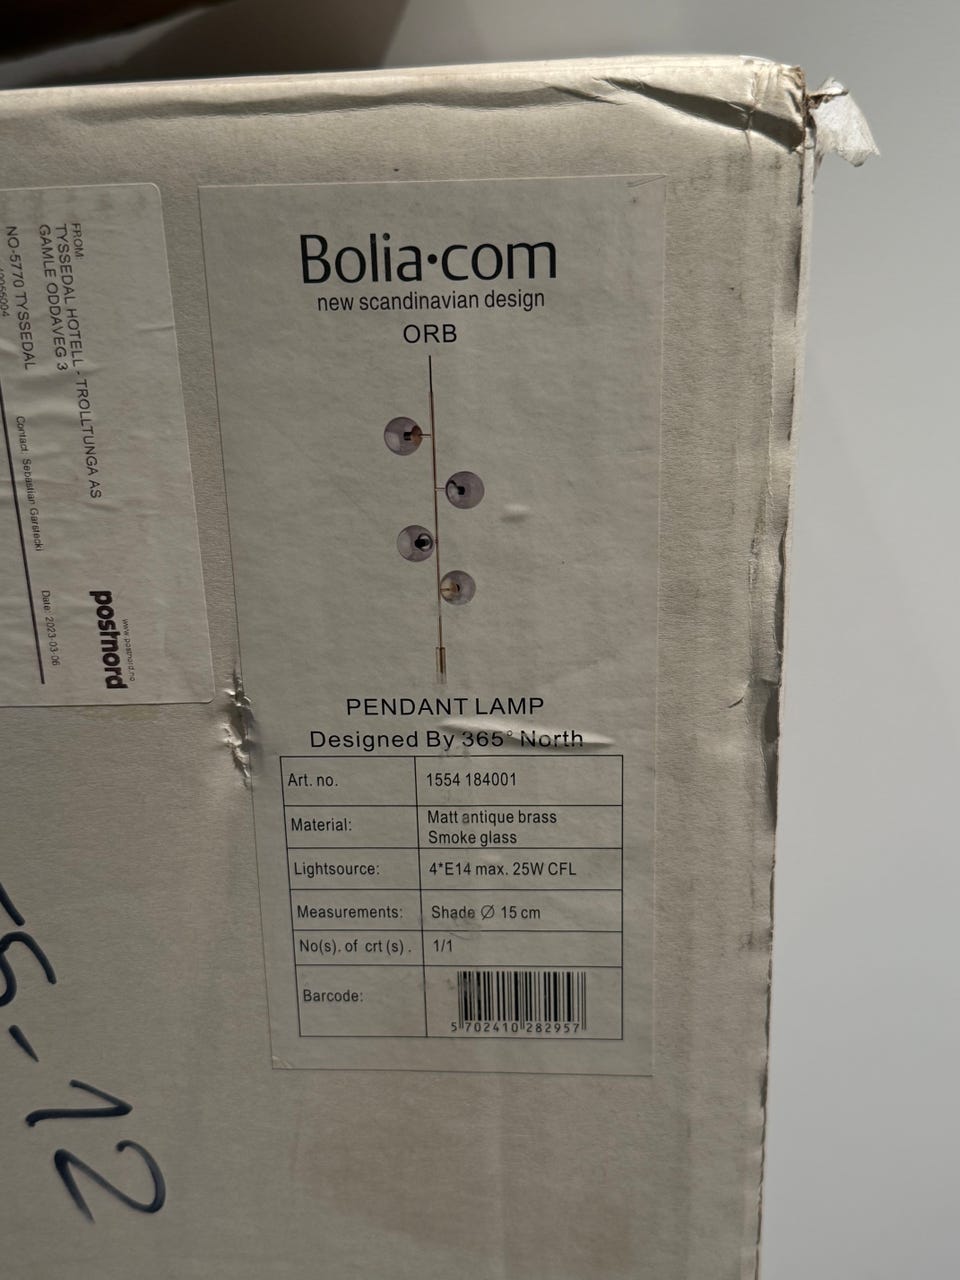 Bolia.com
new scandinavian design
ORB
PENDANT LAMP
Designed By 365° North
Art. no. 1554 184001
Material: Matt antique brass
Smoke glass
Lightsource: 4*E14 max. 25W CFL
Measurements: Shade Ø 15 cm
No(s). of crt(s). 1/1
Barcode:
5 702410 282957
FROM:
TYSSEDAL HOTELL - TROLLTUNGA AS
GAMLE ODDAVEG 3
NO-5770 TYSSEDAL
Contact: Sebastian Garstecki
Date: 2023-03-06
www.postnord.no
postnord
-12